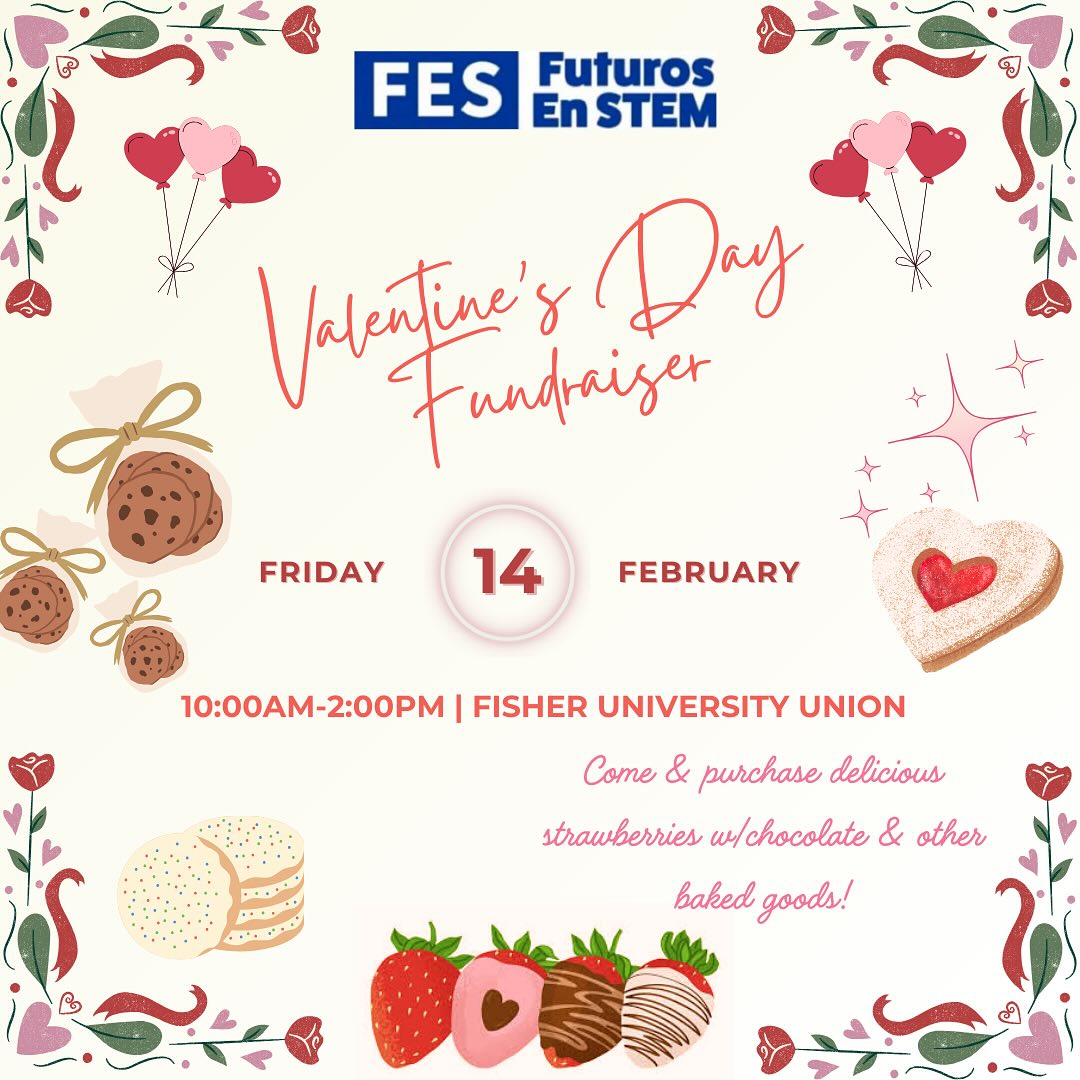 FES Futuros
En STEM
Valentine's Day
Fundraiser
FRIDAY 14 FEBRUARY
10:00AM-2:00PM | FISHER UNIVERSITY UNION
Come & purchase delicious
strawberries w/chocolate & other
baked goods!